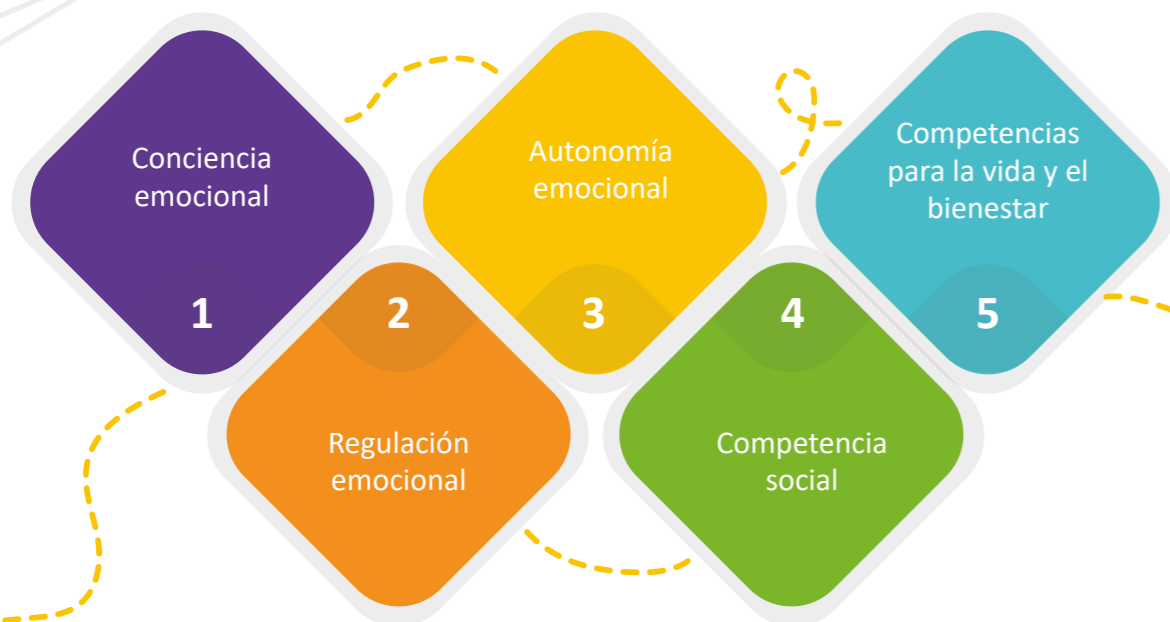 Conciencia
emocional
1
2
Regulación
emocional
Autonomía
emocional
3
4
Competencia
social
Competencias
para la vida y el
bienestar
5